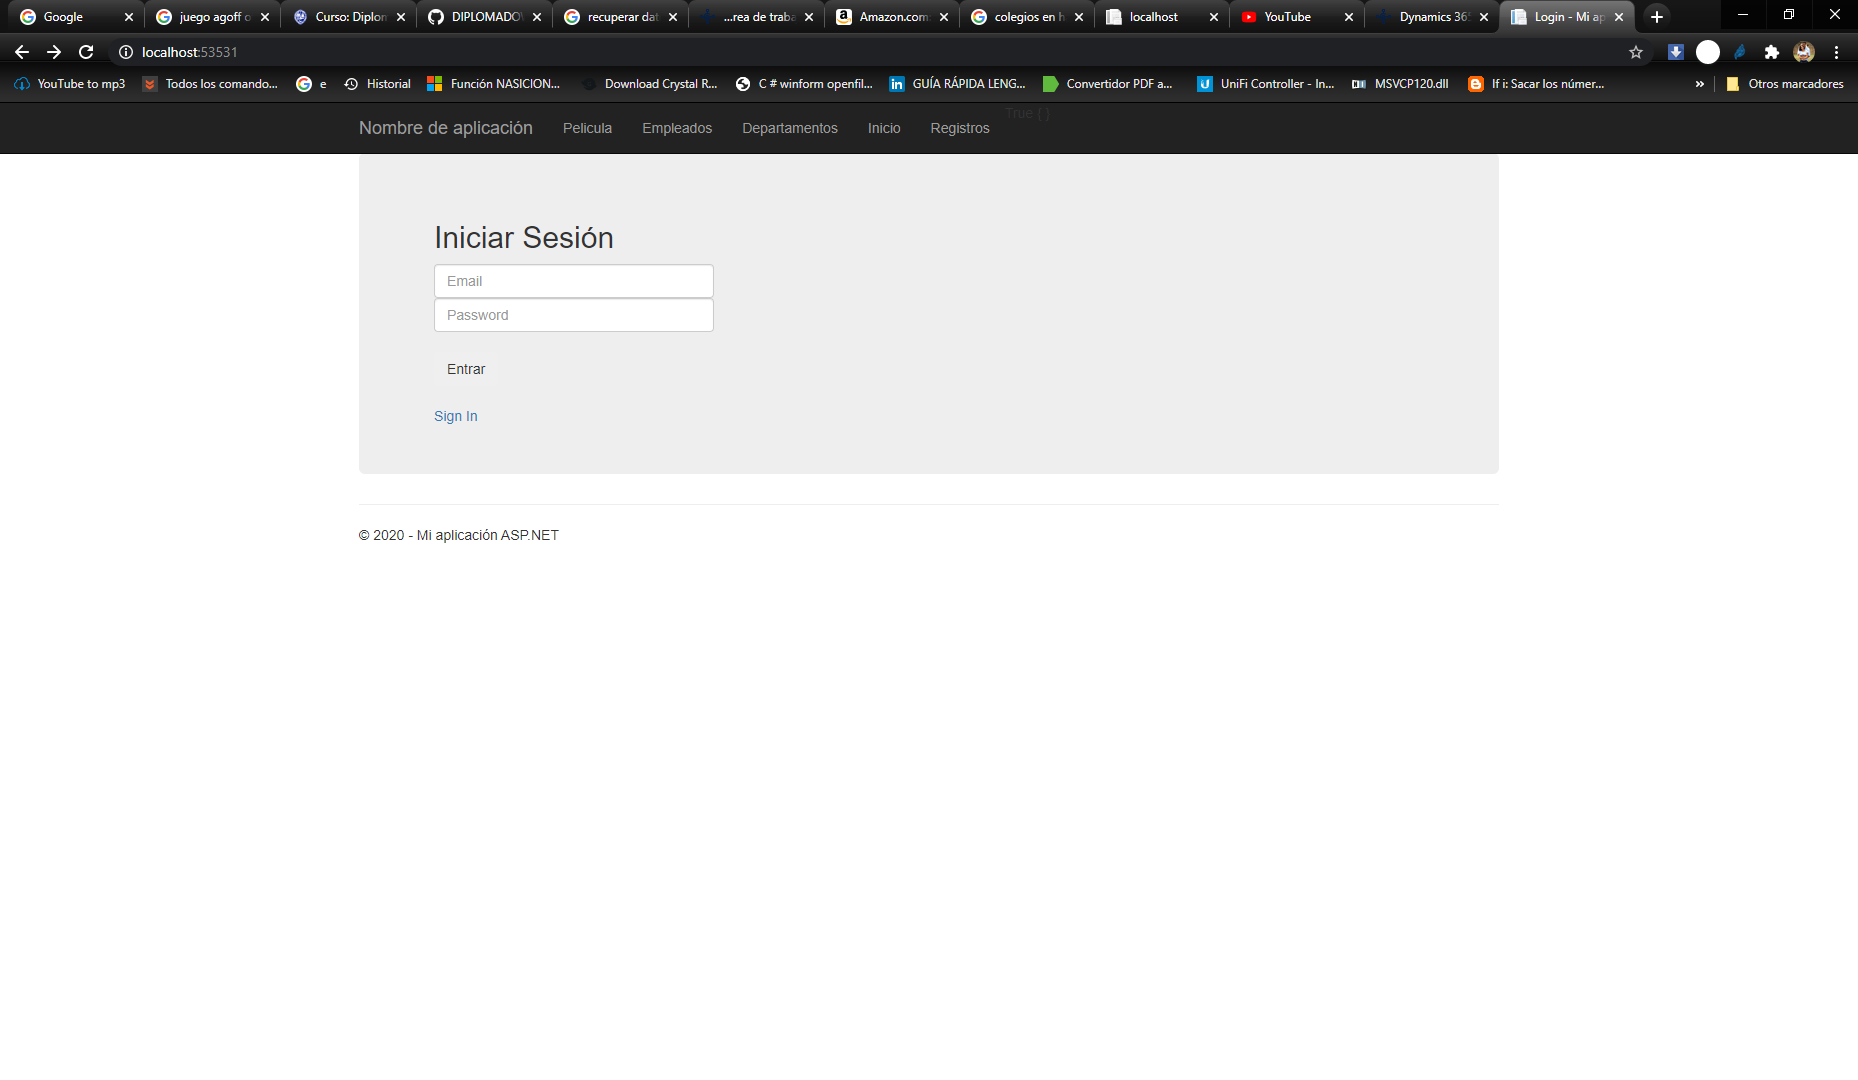 Google
juego agoff o
Curso: Diplom
DIPLOMADOV
recuperar dat
...rea de traba
Amazon.com:
colegios en h
localhost
YouTube
Dynamics 365
Login - Mi ap
localhost:53531
YouTube to mp3
Todos los comando...
e
Historial
Función NASICION...
Download Crystal R...
C # winform openfil...
GUÍA RÁPIDA LENG...
Convertidor PDF a...
UniFi Controller - In...
MSVCP120.dll
If i: Sacar los númer...
»
Otros marcadores
Nombre de aplicación
Pelicula
Empleados
Departamentos
Inicio
Registros
True { }
Iniciar Sesión
Email
Password
Entrar
Sign In
© 2020 - Mi aplicación ASP.NET